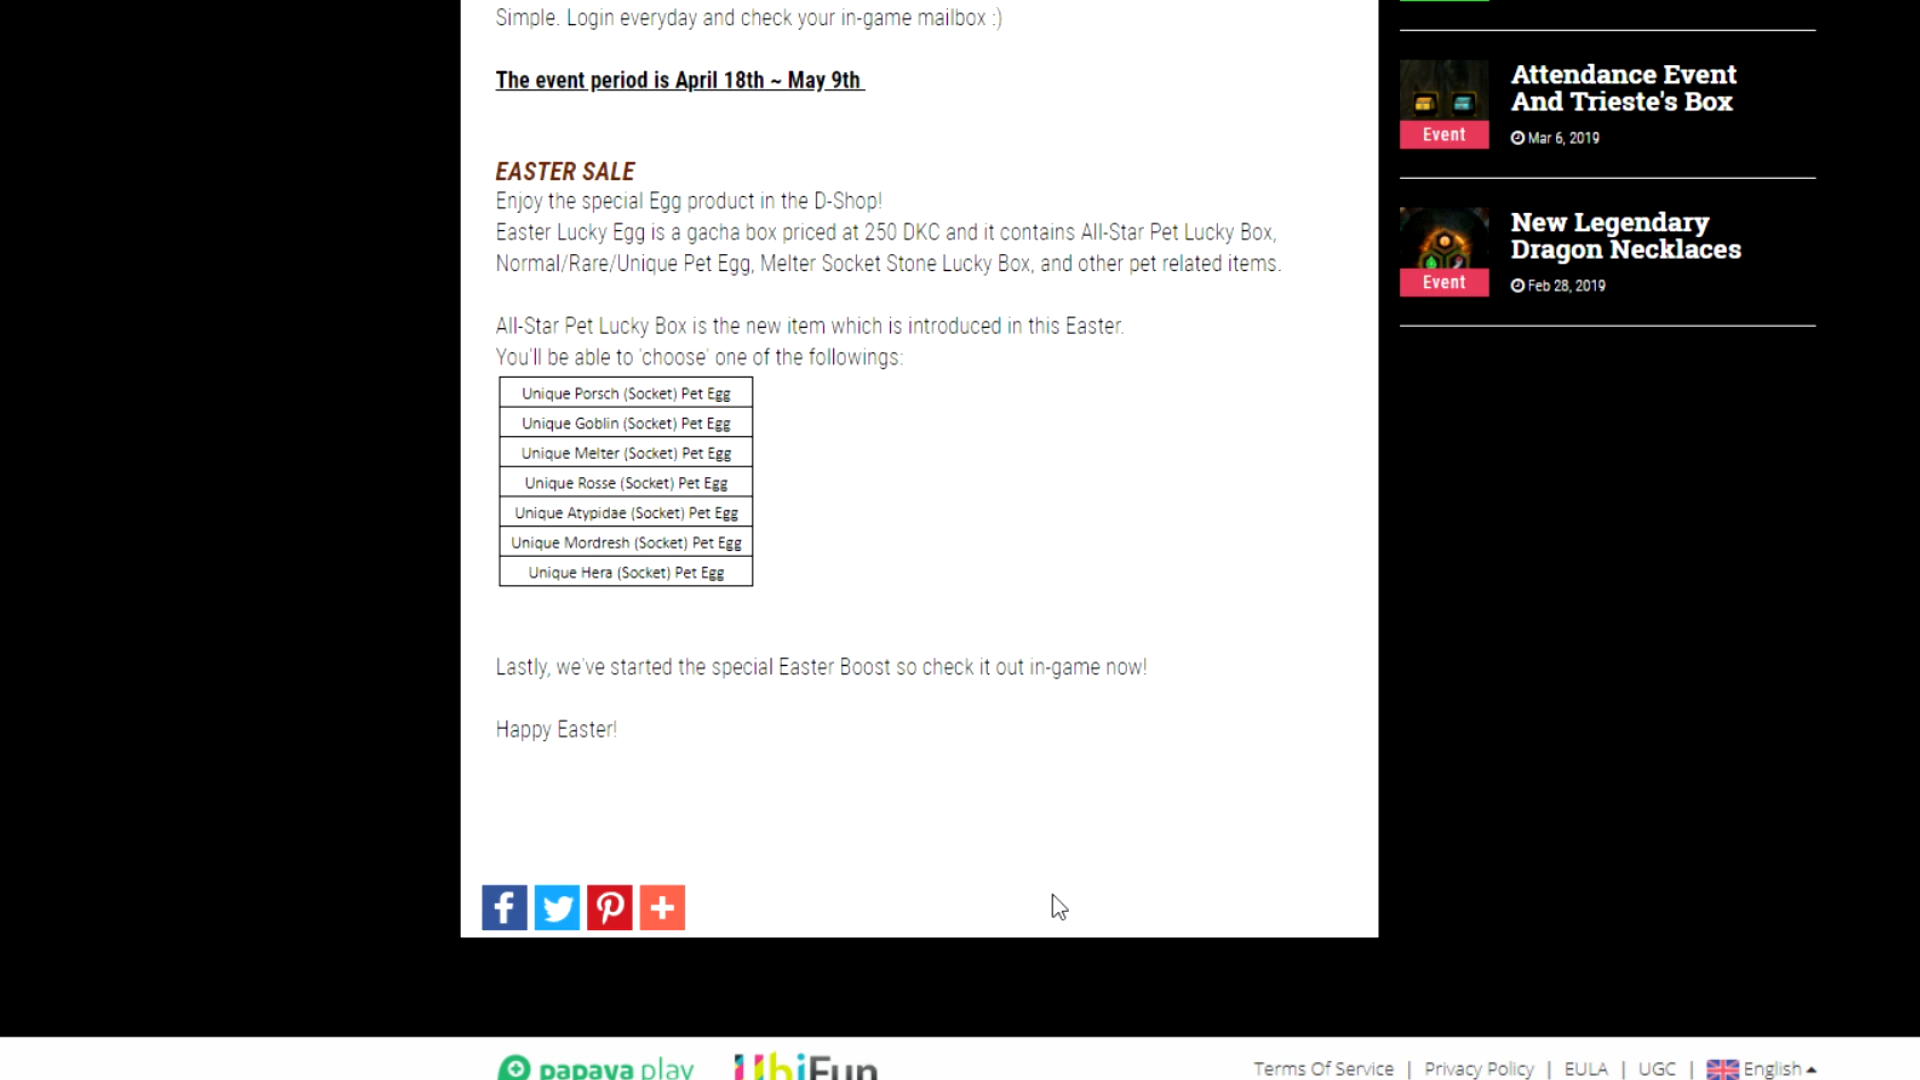 Simple. Login everyday and check your in-game mailbox :)
The event period is April 18th ~ May 9th
EASTER SALE
Enjoy the special Egg product in the D-Shop!
Easter Lucky Egg is a gacha box priced at 250 DKC and it contains All-Star Pet Lucky Box,
Normal/Rare/Unique Pet Egg, Melter Socket Stone Lucky Box, and other pet related items.
All-Star Pet Lucky Box is the new item which is introduced in this Easter.
You'll be able to 'choose' one of the followings:
Unique Porsch (Socket) Pet Egg
Unique Goblin (Socket) Pet Egg
Unique Melter (Socket) Pet Egg
Unique Rosse (Socket) Pet Egg
Unique Atypidae (Socket) Pet Egg
Unique Mordresh (Socket) Pet Egg
Unique Hera (Socket) Pet Egg
Lastly, we've started the special Easter Boost so check it out in-game now!
Happy Easter!
Attendance Event
And Trieste's Box
Event
Mar 6, 2019
New Legendary
Dragon Necklaces
Event
Feb 28, 2019
papaya play
UbiFun
Terms Of Service | Privacy Policy | EULA | UGC | English